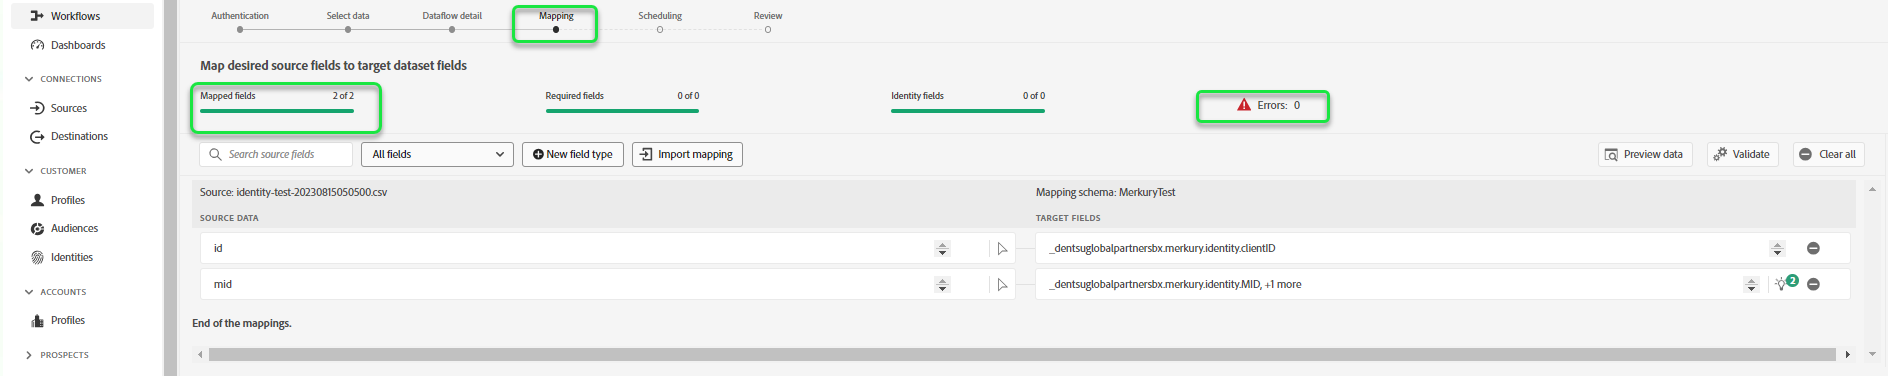 Workflows
Dashboards
CONNECTIONS
Sources
Destinations
CUSTOMER
Profiles
Audiences
Identities
ACCOUNTS
Profiles
PROSPECTS
Authentication Select data Dataflow detail Mapping Scheduling Review
Map desired source fields to target dataset fields
Mapped fields 2 of 2 Required fields 0 of 0 Identity fields 0 of 0 Errors: 0
Search source fields All fields New field type Import mapping Preview data Validate Clear all
Source: identity-test-20230815050500.csv Mapping schema: MerkuryTest
SOURCE DATA TARGET FIELDS
id _dentsuglobalpartnersbx.merkury.identity.clientID
mid _dentsuglobalpartnersbx.merkury.identity.MID, +1 more 2
End of the mappings.